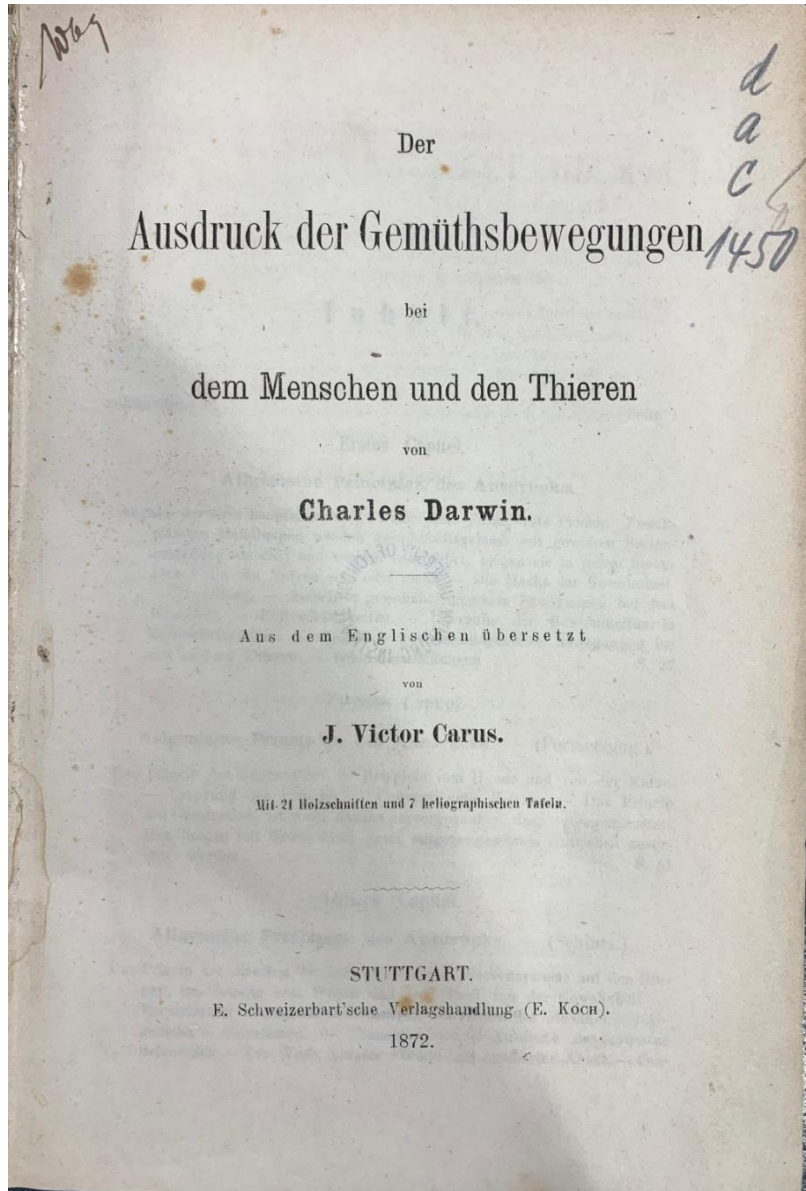 d
a
C
1450
Der
Ausdruck der Gemüthsbewegungen
bei
dem Menschen und den Thieren
von
Charles Darwin.
Aus dem Englischen übersetzt
von
J. Victor Carus.
Mit 21 Holzschnitten und 7 heliographischen Tafeln.
STUTTGART.
E. Schweizerbart'sche Verlagshandlung (E. KOCH).
1872.